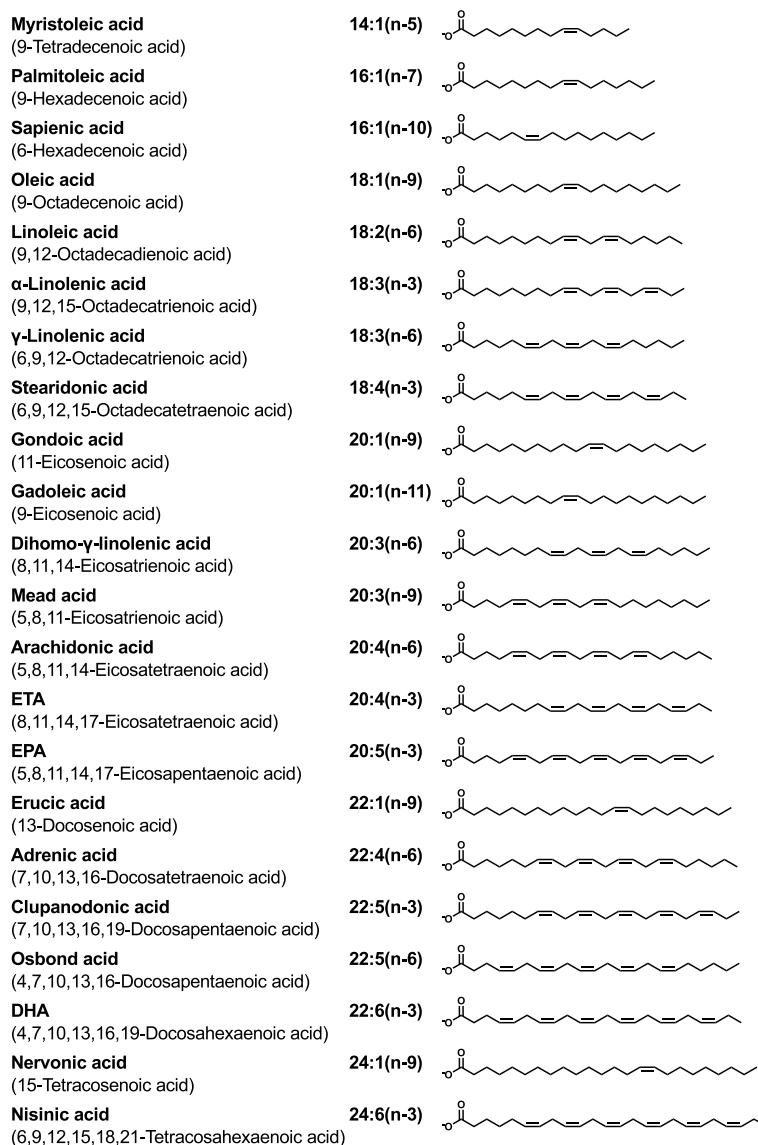 Myristoleic acid 14:1(n-5)
(9-Tetradecenoic acid)
Palmitoleic acid 16:1(n-7)
(9-Hexadecenoic acid)
Sapienic acid 16:1(n-10)
(6-Hexadecenoic acid)
Oleic acid 18:1(n-9)
(9-Octadecenoic acid)
Linoleic acid 18:2(n-6)
(9,12-Octadecadienoic acid)
α-Linolenic acid 18:3(n-3)
(9,12,15-Octadecatrienoic acid)
γ-Linolenic acid 18:3(n-6)
(6,9,12-Octadecatrienoic acid)
Stearidonic acid 18:4(n-3)
(6,9,12,15-Octadecatetraenoic acid)
Gondoic acid 20:1(n-9)
(11-Eicosenoic acid)
Gadoleic acid 20:1(n-11)
(9-Eicosenoic acid)
Dihomo-γ-linolenic acid 20:3(n-6)
(8,11,14-Eicosatrienoic acid)
Mead acid 20:3(n-9)
(5,8,11-Eicosatrienoic acid)
Arachidonic acid 20:4(n-6)
(5,8,11,14-Eicosatetraenoic acid)
ETA 20:4(n-3)
(8,11,14,17-Eicosatetraenoic acid)
EPA 20:5(n-3)
(5,8,11,14,17-Eicosapentaenoic acid)
Erucic acid 22:1(n-9)
(13-Docosenoic acid)
Adrenic acid 22:4(n-6)
(7,10,13,16-Docosatetraenoic acid)
Clupanodonic acid 22:5(n-3)
(7,10,13,16,19-Docosapentaenoic acid)
Osbond acid 22:5(n-6)
(4,7,10,13,16-Docosapentaenoic acid)
DHA 22:6(n-3)
(4,7,10,13,16,19-Docosahexaenoic acid)
Nervonic acid 24:1(n-9)
(15-Tetracosenoic acid)
Nisinic acid 24:6(n-3)
(6,9,12,15,18,21-Tetracosahexaenoic acid)